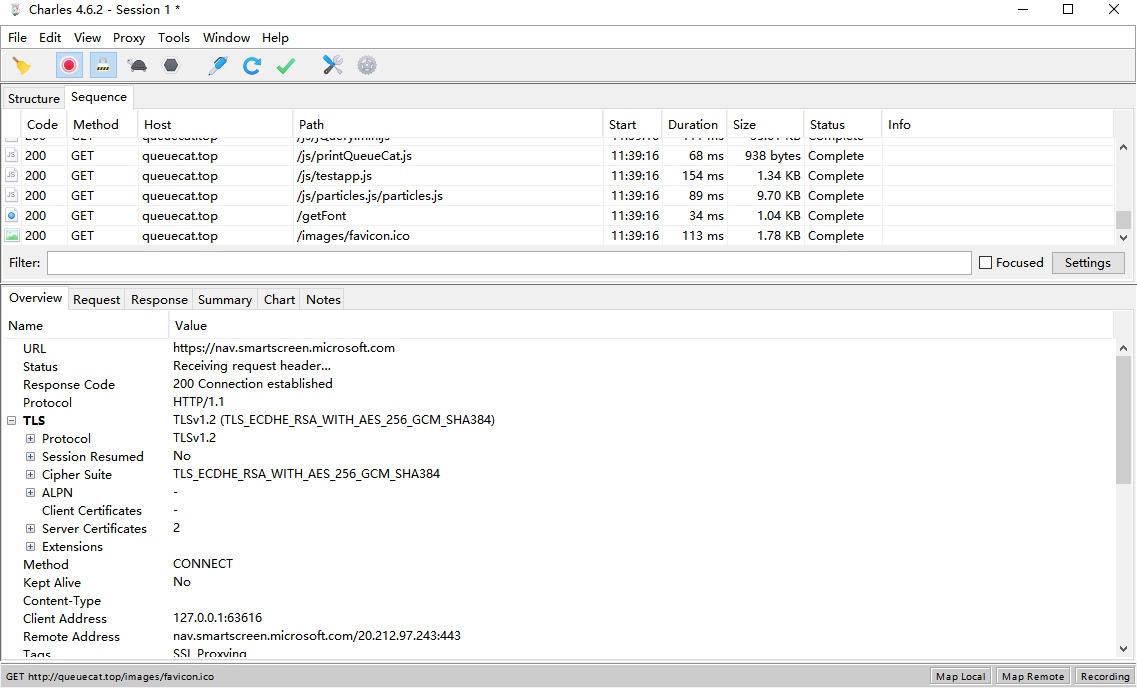 Charles 4.6.2 - Session 1 *
File Edit View Proxy Tools Window Help
Structure Sequence
Code Method Host Path Start Duration Size Status Info
200 GET queuecat.top Complete
200 GET queuecat.top /js/printQueueCat.js 11:39:16 68 ms 938 bytes Complete
200 GET queuecat.top /js/testapp.js 11:39:16 154 ms 1.34 KB Complete
200 GET queuecat.top /js/particles.js/particles.js 11:39:16 89 ms 9.70 KB Complete
200 GET queuecat.top /getFont 11:39:16 34 ms 1.04 KB Complete
200 GET queuecat.top /images/favicon.ico 11:39:16 113 ms 1.78 KB Complete
Filter: Focused Settings
Overview Request Response Summary Chart Notes
Name Value
URL https://nav.smartscreen.microsoft.com
Status Receiving request header...
Response Code 200 Connection established
Protocol HTTP/1.1
TLS TLSv1.2 (TLS_ECDHE_RSA_WITH_AES_256_GCM_SHA384)
Protocol TLSv1.2
Session Resumed No
Cipher Suite TLS_ECDHE_RSA_WITH_AES_256_GCM_SHA384
ALPN -
Client Certificates -
Server Certificates 2
Extensions
Method CONNECT
Kept Alive No
Content-Type
Client Address 127.0.0.1:63616
Remote Address nav.smartscreen.microsoft.com/20.212.97.243:443
Tags SSL Proxying
GET http://queuecat.top/images/favicon.ico Map Local Map Remote Recording